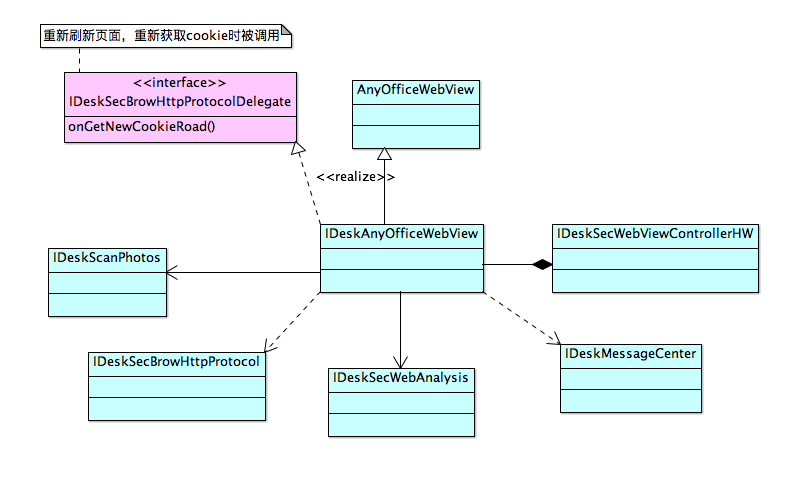 重新刷新页面，重新获取cookie时被调用
<<interface>>
IDeskSecBrowHttpProtocolDelegate
onGetNewCookieRoad()
AnyOfficeWebView
<<realize>>
IDeskAnyOfficeWebView
IDeskSecWebViewControllerHW
IDeskScanPhotos
IDeskSecBrowHttpProtocol
IDeskSecWebAnalysis
IDeskMessageCenter